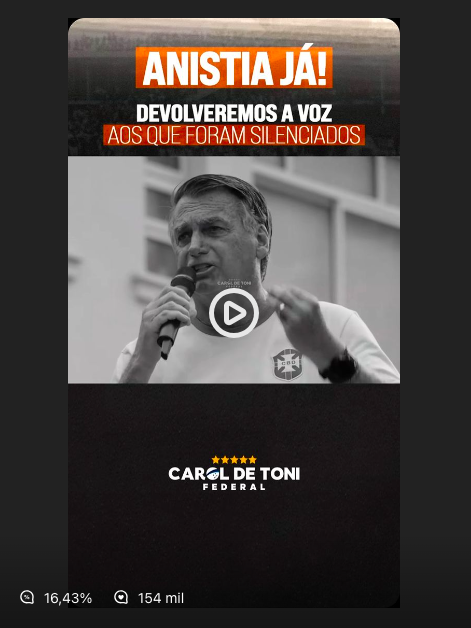 ANISTIA JÁ!
DEVOLVEREMOS A VOZ
AOS QUE FORAM SILENCIADOS
CAROL DE TONI
CBD
CAROL DE TONI
FEDERAL
16,43% 154 mil